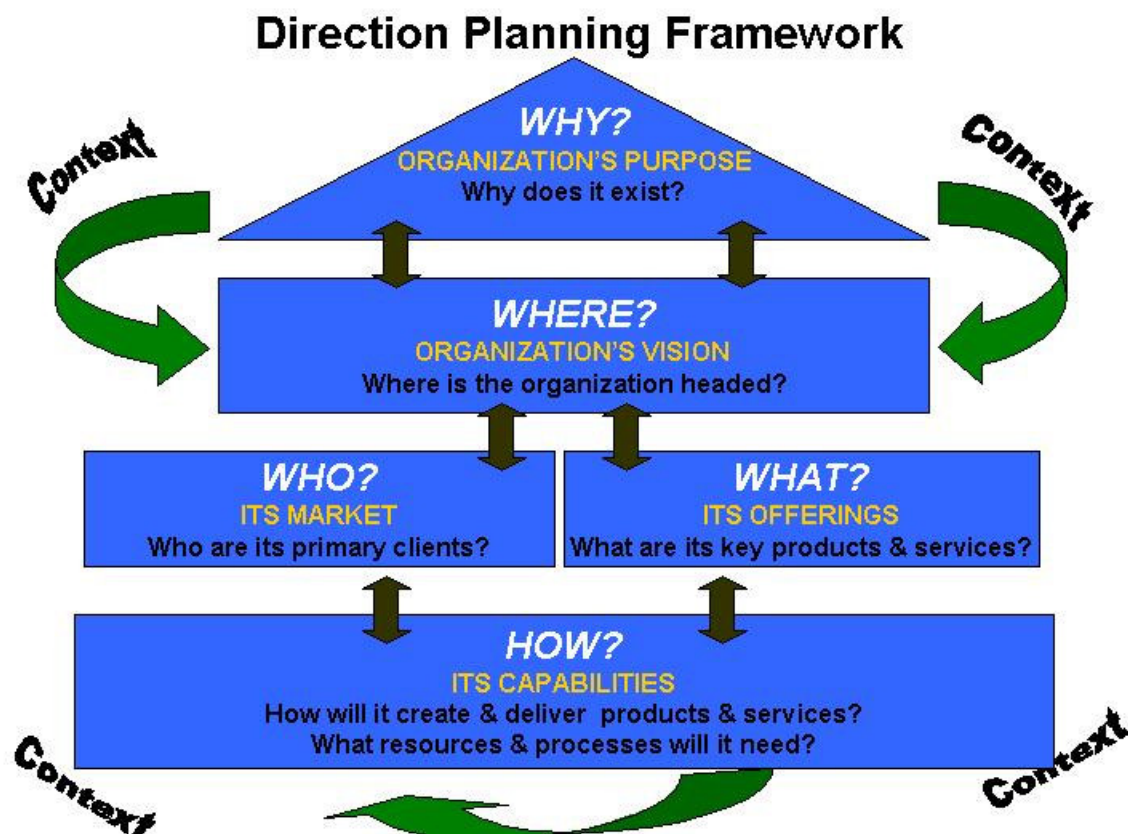 Direction Planning Framework
Context
Context
WHY?
ORGANIZATION'S PURPOSE
Why does it exist?
WHERE?
ORGANIZATION'S VISION
Where is the organization headed?
WHO?
ITS MARKET
Who are its primary clients?
WHAT?
ITS OFFERINGS
What are its key products & services?
HOW?
ITS CAPABILITIES
How will it create & deliver products & services?
What resources & processes will it need?
Context
Context